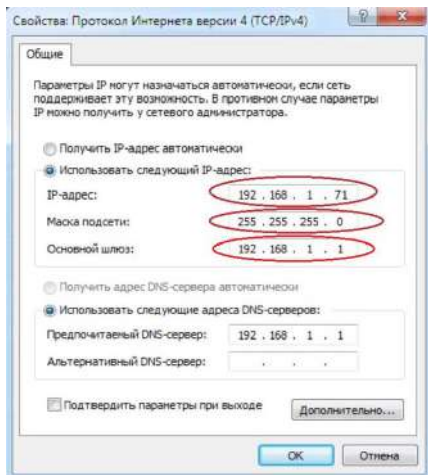 Свойства: Протокол Интернета версии 4 (TCP/IPv4)
Общие
Параметры IP могут назначаться автоматически, если сеть
поддерживает эту возможность. В противном случае параметры
IP можно получить у сетевого администратора.
Получить IP-адрес автоматически
Использовать следующий IP-адрес:
IP-адрес: 192 . 168 . 1 . 71
Маска подсети: 255 . 255 . 255 . 0
Основной шлюз: 192 . 168 . 1 . 1
Получить адрес DNS-сервера автоматически
Использовать следующие адреса DNS-серверов:
Предпочитаемый DNS-сервер: 192 . 168 . 1 . 1
Альтернативный DNS-сервер: . . .
Подтвердить параметры при выходе
Дополнительно...
OK
Отмена